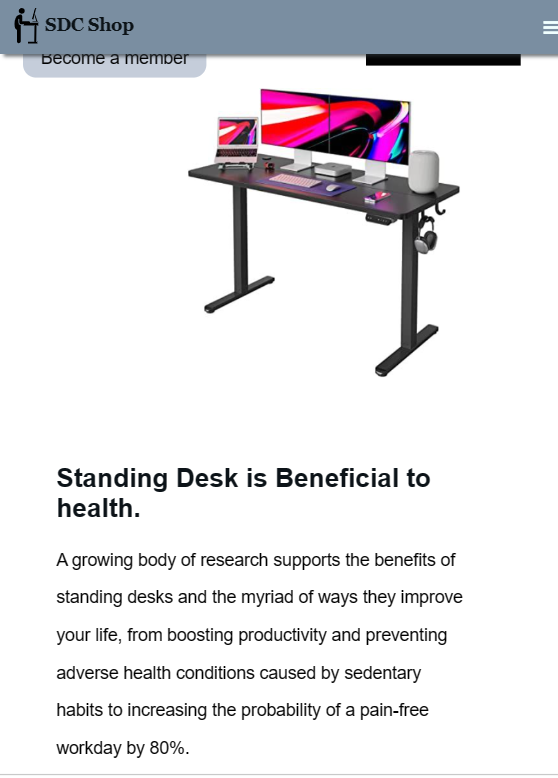 SDC Shop
Become a member
Standing Desk is Beneficial to
health.
A growing body of research supports the benefits of
standing desks and the myriad of ways they improve
your life, from boosting productivity and preventing
adverse health conditions caused by sedentary
habits to increasing the probability of a pain-free
workday by 80%.